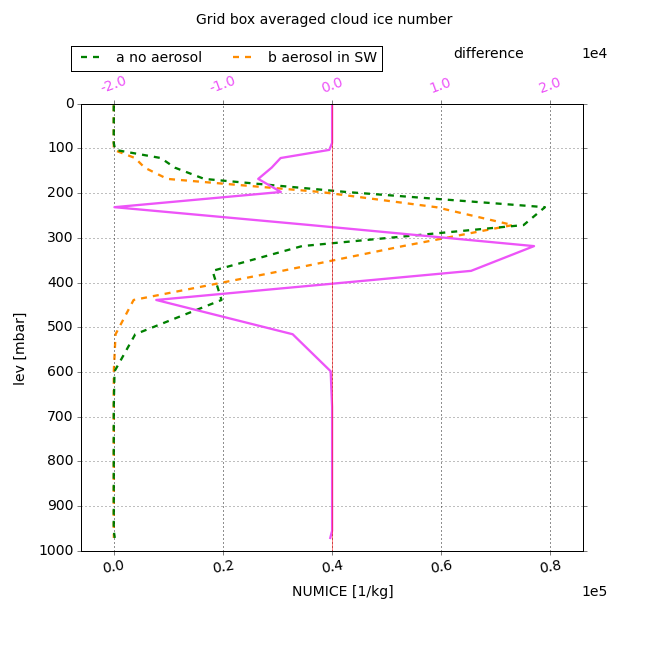 Grid box averaged cloud ice number
a no aerosol b aerosol in SW difference 1e4
-2.0 -1.0 0.0 1.0 2.0
0
100
200
300
400
500
600
700
800
900
1000
lev [mbar]
0.0 0.2 0.4 0.6 0.8
NUMICE [1/kg] 1e5